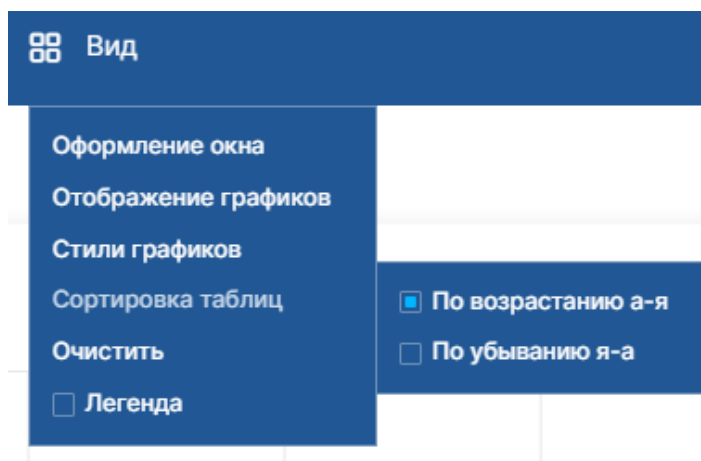 Вид
Оформление окна
Отображение графиков
Стили графиков
Сортировка таблиц
По возрастанию а-я
По убыванию я-а
Очистить
Легенда